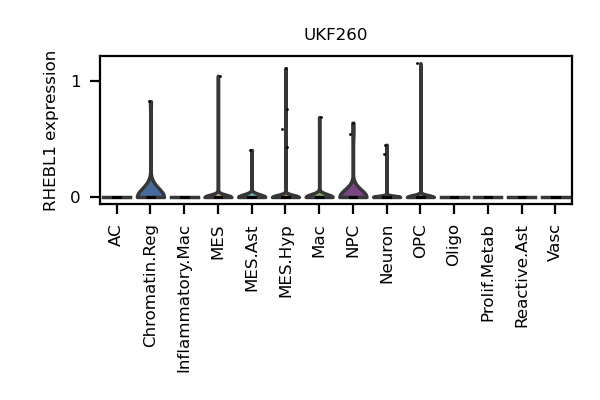 UKF260
RHEBL1 expression
1
0
AC
Chromatin.Reg
Inflammatory.Mac
MES
MES.Ast
MES.Hyp
Mac
NPC
Neuron
OPC
Oligo
Prolif.Metab
Reactive.Ast
Vasc